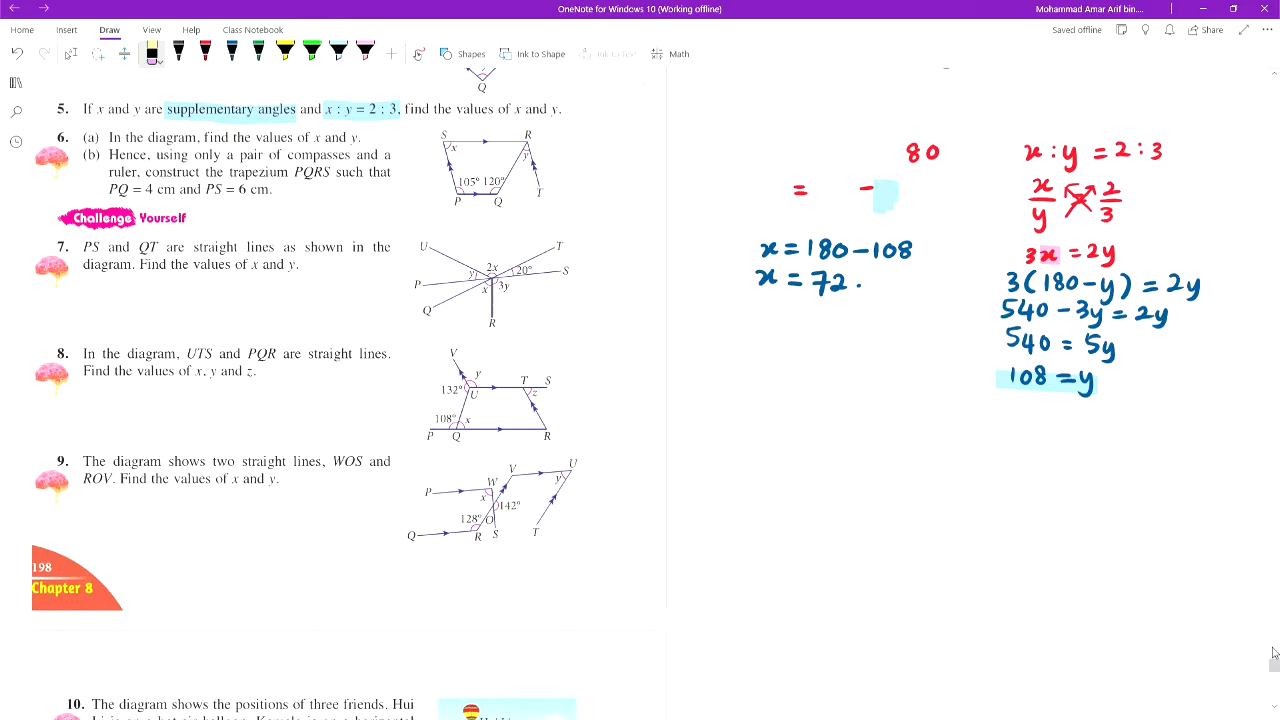 OneNote for Windows 10 (Working offline)
Mohammad Amar Arif bin....
Home Insert Draw View Help Class Notebook
Saved offline
Share
Shapes Ink to Shape Ink to Text Math
Q
5. If x and y are supplementary angles and x : y = 2 : 3, find the values of x and y.
6. (a) In the diagram, find the values of x and y.
(b) Hence, using only a pair of compasses and a
ruler, construct the trapezium PQRS such that
PQ = 4 cm and PS = 6 cm.
S R
x y
105° 120°
P Q T
Challenge Yourself
7. PS and QT are straight lines as shown in the
diagram. Find the values of x and y.
U T
2x
y 20° S
P
x 3y
Q
R
8. In the diagram, UTS and PQR are straight lines.
Find the values of x, y and z.
V
y
T S
132° U z
108° x
P Q R
9. The diagram shows two straight lines, WOS and
ROV. Find the values of x and y.
V U
W y
P x
142°
128° O
Q R S T
198
Chapter 8
10. The diagram shows the positions of three friends. Hui
80
= -
x = 180 - 108
x = 72 .
x : y = 2 : 3
x/y 2/3
3x = 2y
3(180 - y) = 2y
540 - 3y = 2y
540 = 5y
108 = y